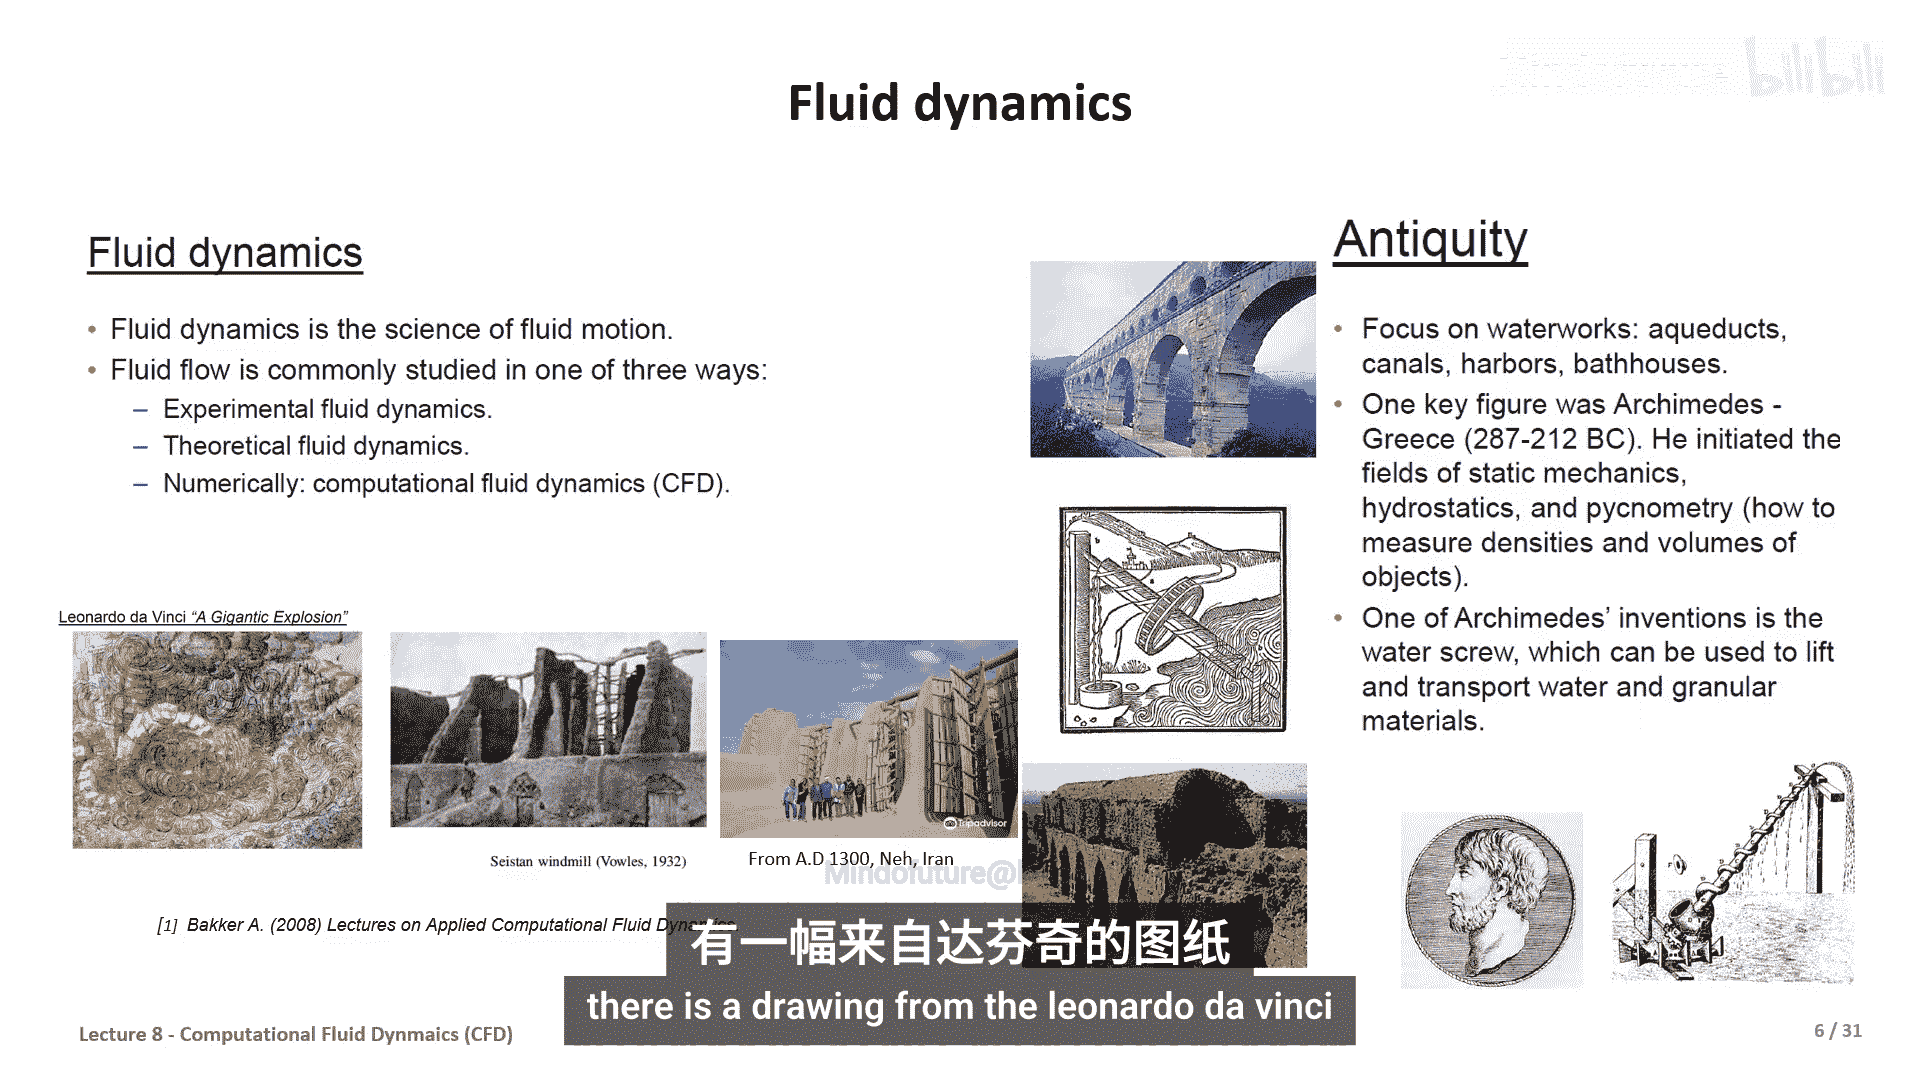 bilibili
Fluid dynamics
Fluid dynamics
• Fluid dynamics is the science of fluid motion.
• Fluid flow is commonly studied in one of three ways:
– Experimental fluid dynamics.
– Theoretical fluid dynamics.
– Numerically: computational fluid dynamics (CFD).
Antiquity
• Focus on waterworks: aqueducts,
canals, harbors, bathhouses.
• One key figure was Archimedes -
Greece (287-212 BC). He initiated the
fields of static mechanics,
hydrostatics, and pycnometry (how to
measure densities and volumes of
objects).
• One of Archimedes’ inventions is the
water screw, which can be used to lift
and transport water and granular
materials.
Leonardo da Vinci “A Gigantic Explosion”
Tripadvisor
Seistan windmill (Vowles, 1932)
From A.D 1300, Neh, Iran
Mindofuture@
[1] Bakker A. (2008) Lectures on Applied Computational Fluid Dynamics.
有一幅来自达芬奇的图纸
there is a drawing from the leonardo da vinci
Lecture 8 - Computational Fluid Dynmaics (CFD)
6 / 31